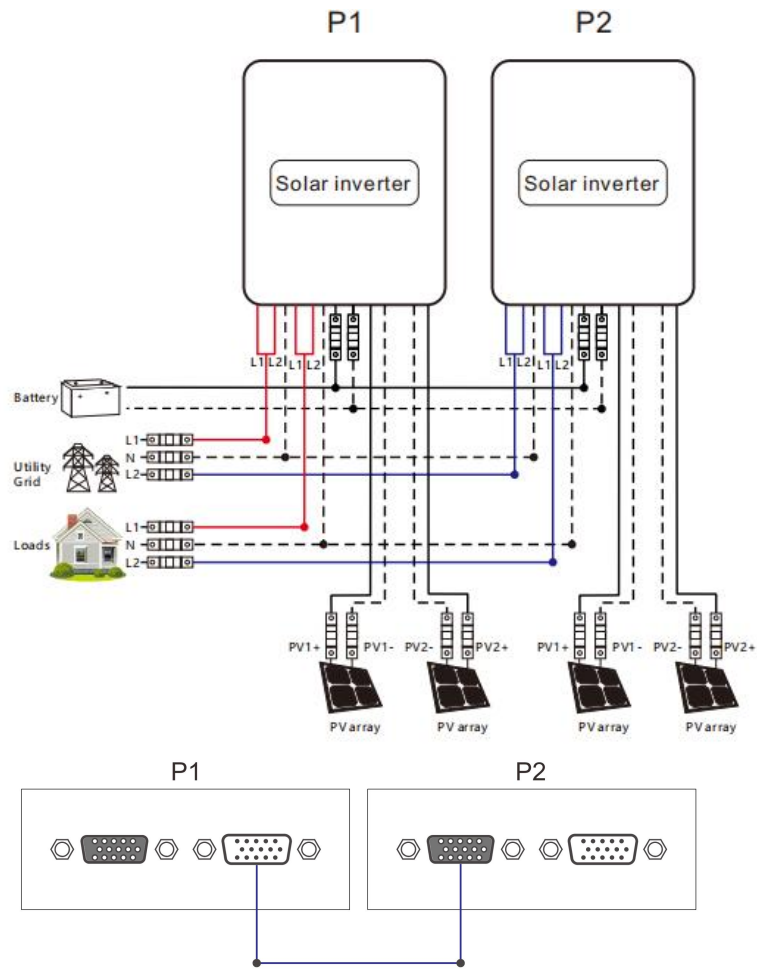 P1 P2
Solar inverter Solar inverter
L1 L2 L1 L2 L1 L2 L1 L2
Battery
- +
L1
N
L2
Utility
Grid
L1
N
L2
Loads
PV1+ PV1- PV2- PV2+ PV1+ PV1- PV2- PV2+
PV array PV array PV array PV array
P1 P2